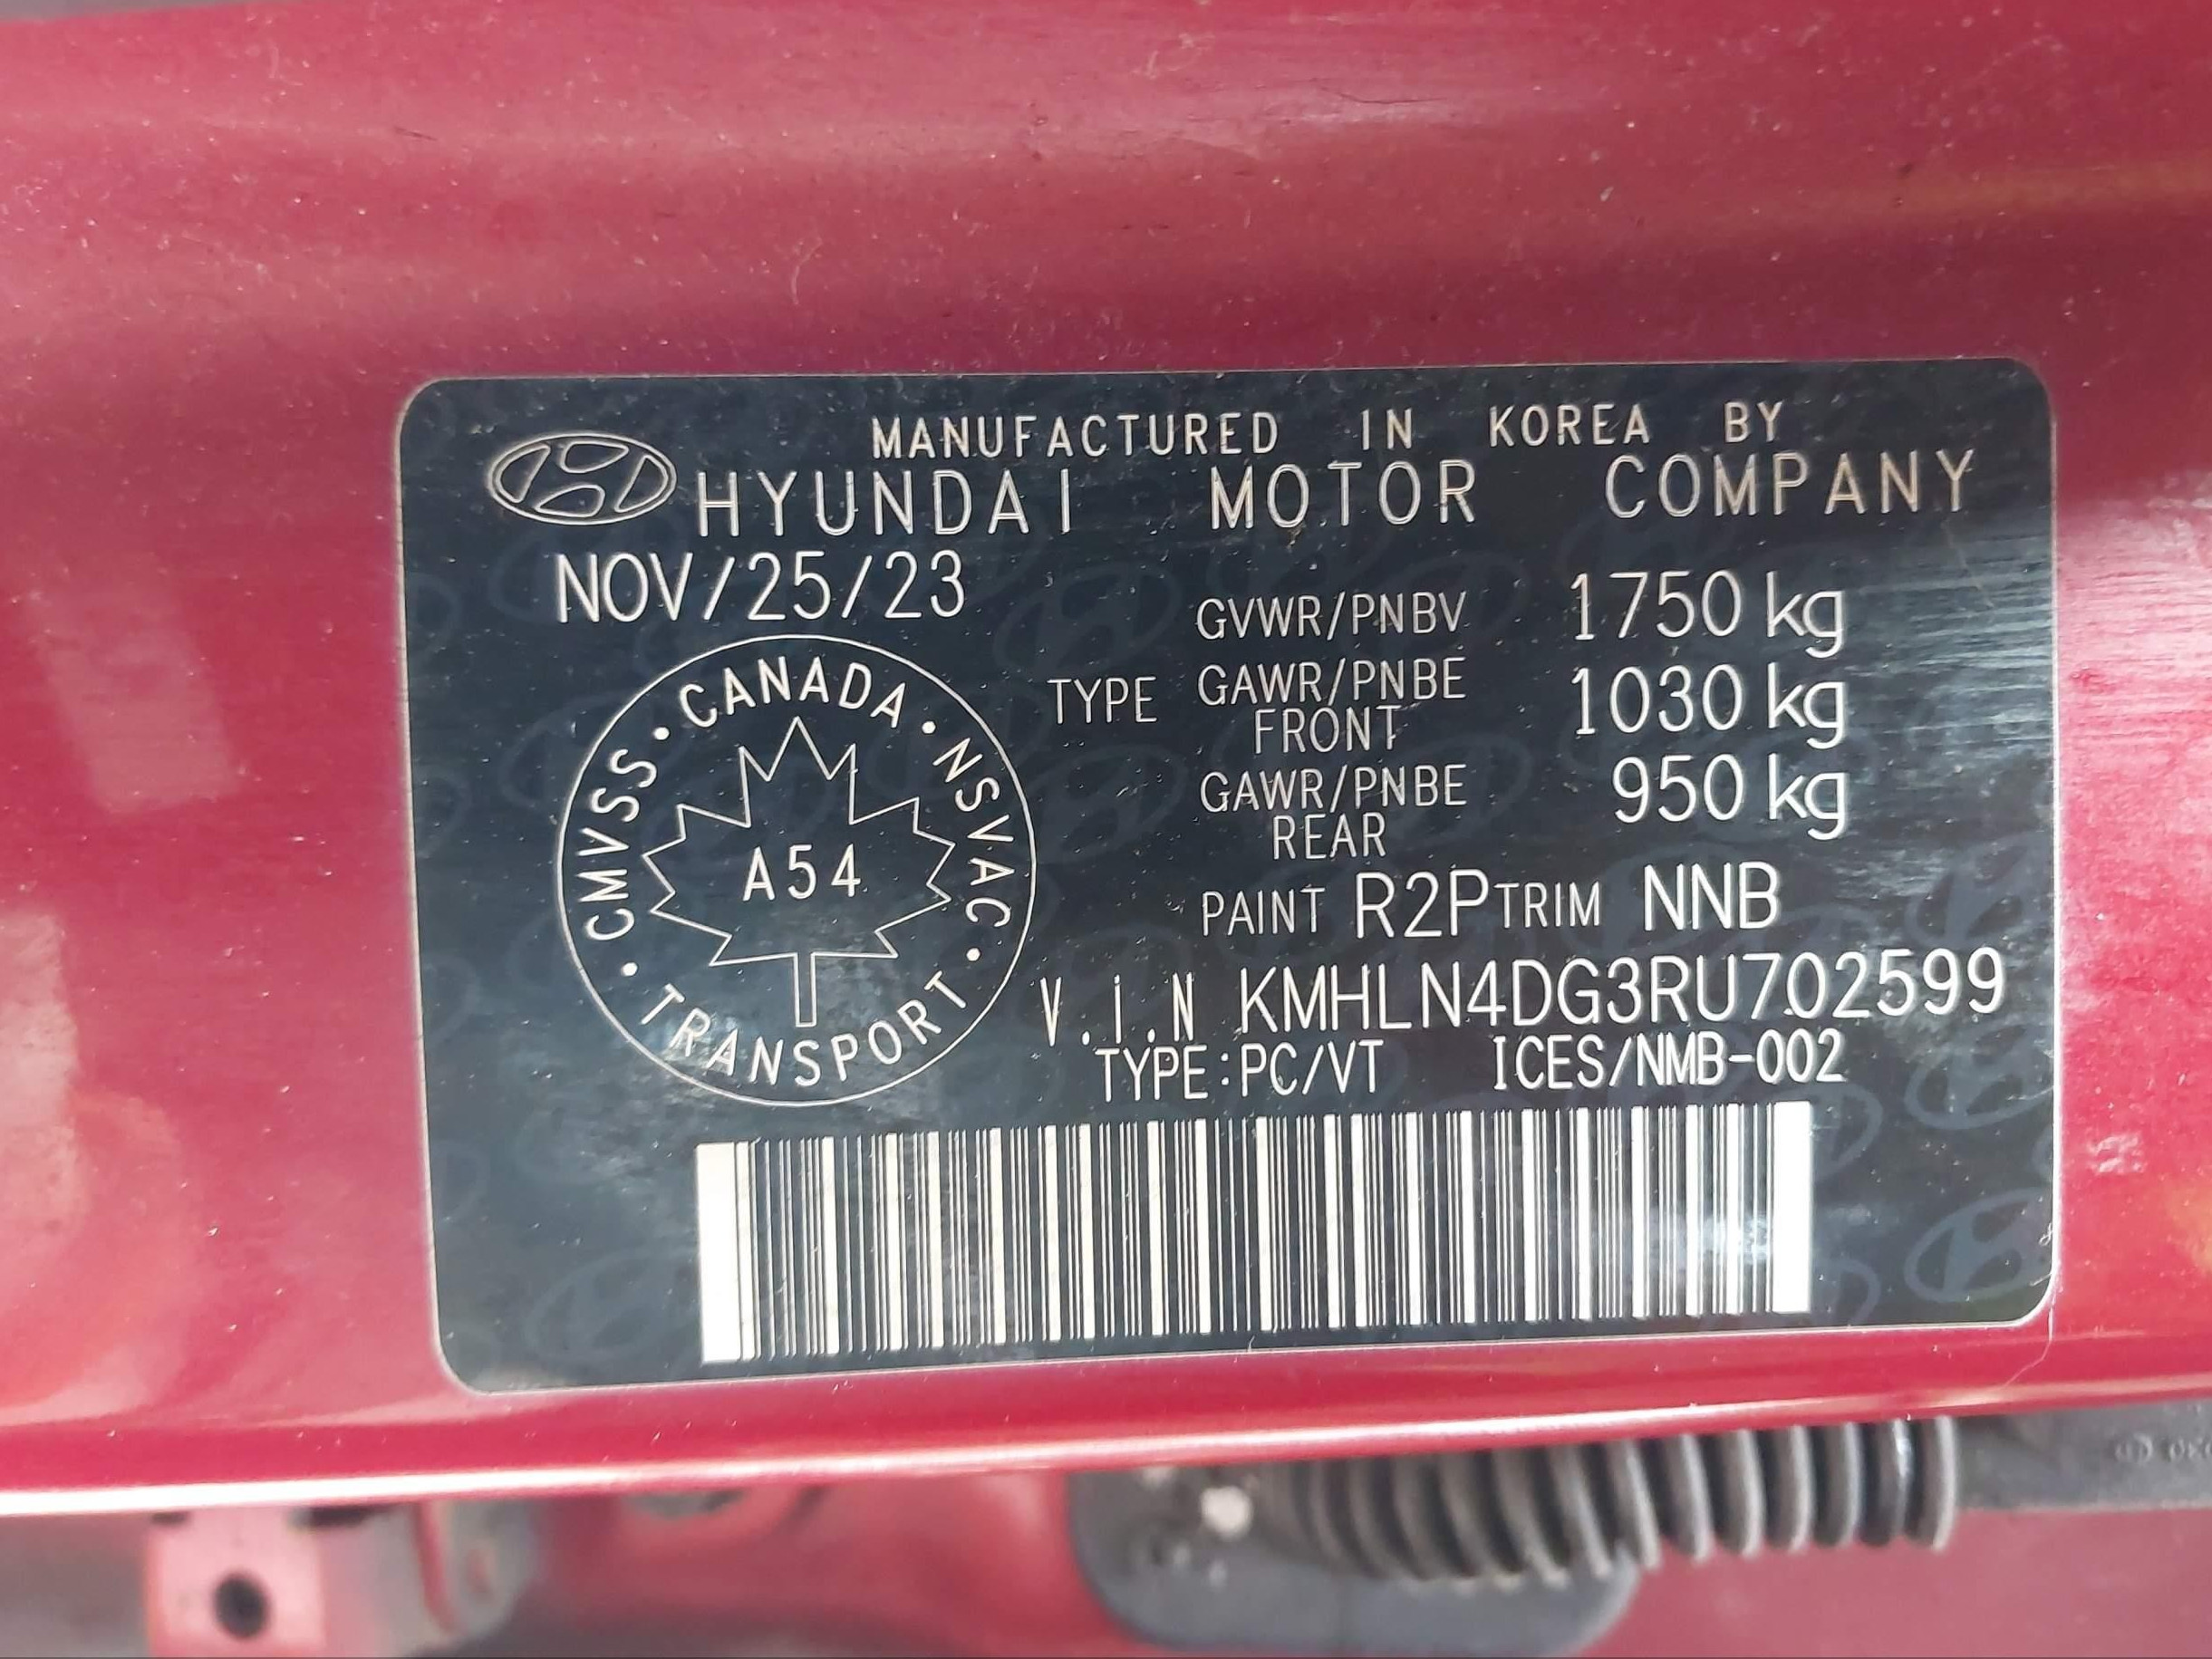 MANUFACTURED IN KOREA BY
HYUNDAI MOTOR COMPANY
NOV/25/23
GVWR/PNBV 1750 kg
TYPE GAWR/PNBE FRONT 1030 kg
GAWR/PNBE REAR 950 kg
PAINT R2P TRIM NNB
V.I.N KMHLN4DG3RU702599
TYPE:PC/VT ICES/NMB-002
CMVSS · CANADA · NSVAC · TRANSPORT ·
A54